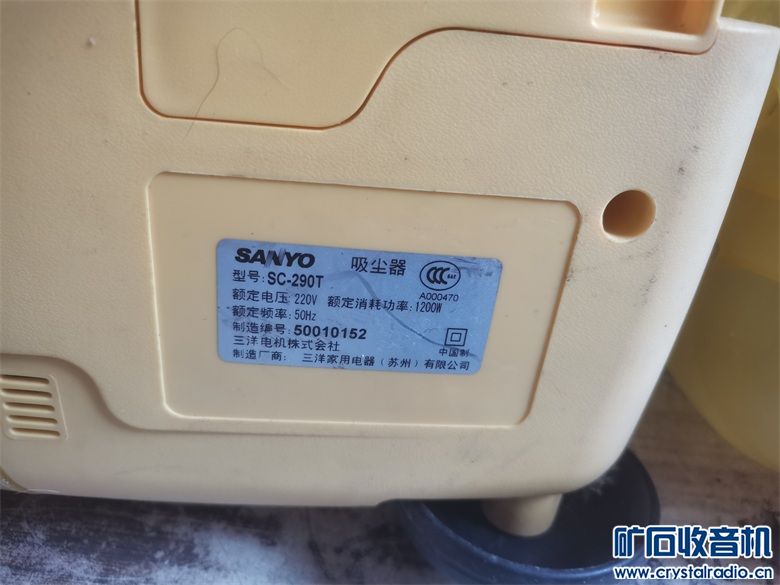 SANYO 吸尘器
型号: SC-290T
A000470
额定电压: 220V 额定消耗功率: 1200W
额定频率: 50Hz
制造编号: 50010152
三洋电机株式会社
中国制
制造厂商: 三洋家用电器(苏州)有限公司
矿石收音机
www.crystalradio.cn